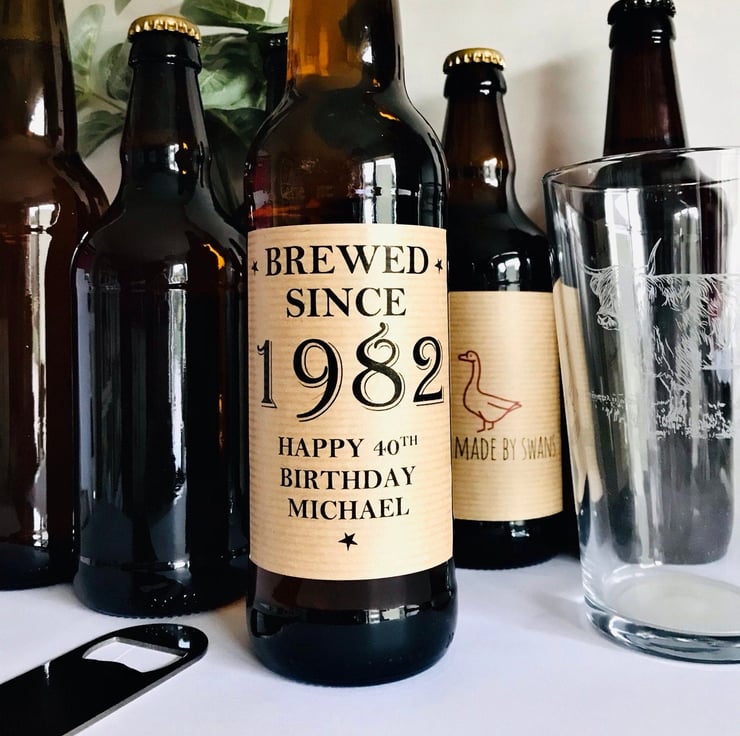 BREWED
SINCE
1982
HAPPY 40TH
BIRTHDAY
MICHAEL
MADE BY SWANS